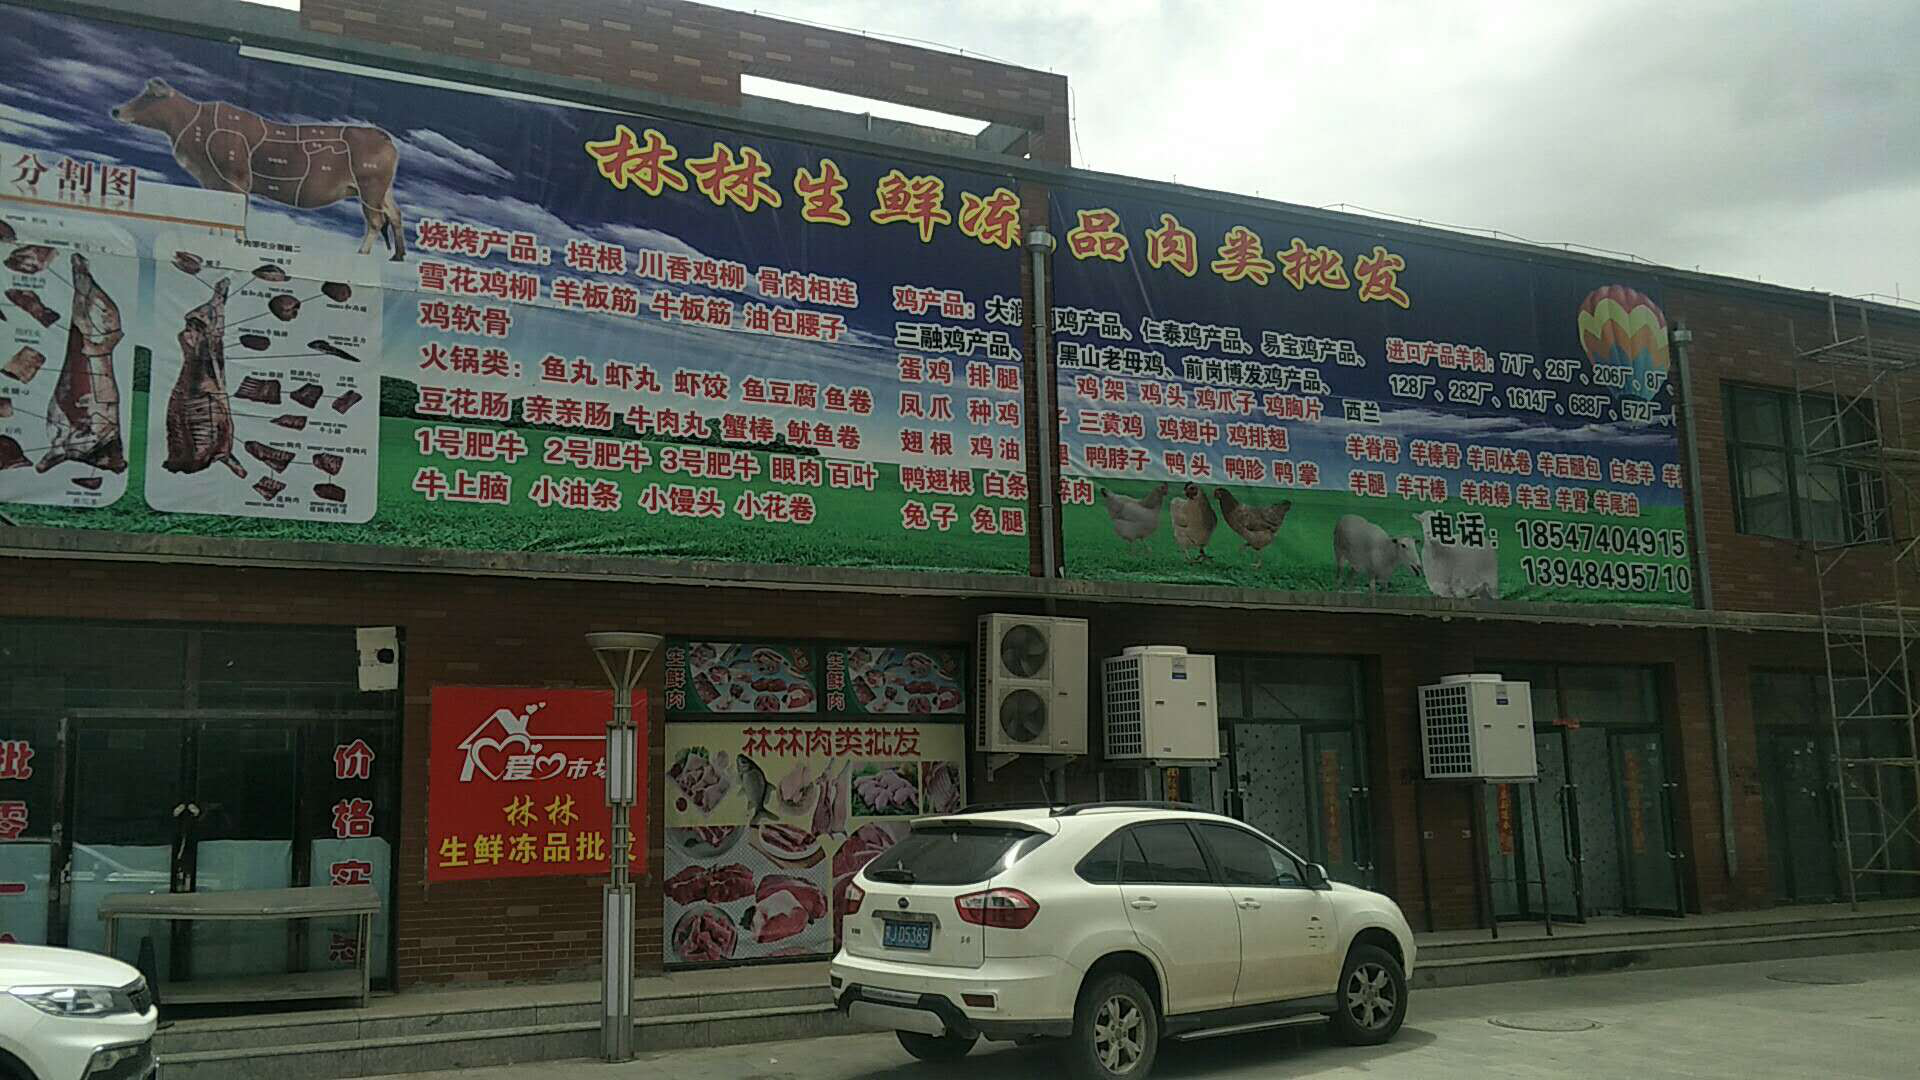 林林生鲜冻品肉类批发
分割图
牛肉部位分割图二
烧烤产品：培根 川香鸡柳 骨肉相连
雪花鸡柳 羊板筋 牛板筋 油包腰子
鸡软骨
火锅类：鱼丸 虾丸 虾饺 鱼豆腐 鱼卷
豆花肠 亲亲肠 牛肉丸 蟹棒 鱿鱼卷
1号肥牛 2号肥牛 3号肥牛 眼肉 百叶
牛上脑 小油条 小馒头 小花卷
鸡产品：大润 鸡产品、仁泰鸡产品、易宝鸡产品、
三融鸡产品、 黑山老母鸡、前岗博发鸡产品、
蛋鸡 排腿 鸡架 鸡头 鸡爪子 鸡胸片
凤爪 种鸡 三黄鸡 鸡翅中 鸡排翅
翅根 鸡油 腿 鸭脖子 鸭头 鸭胗 鸭掌
鸭翅根 白条 肉
兔子 兔腿
进口产品羊肉：71厂、26厂、206厂、8厂、
128厂、282厂、1614厂、688厂、572厂、
西兰
羊脊骨 羊棒骨 羊同体卷 羊后腿包 白条羊
羊腿 羊干棒 羊肉棒 羊宝 羊肾 羊尾油
电话：18547404915
13948495710
生鲜肉
生鲜肉
林林肉类批发
爱心市场
林林
生鲜冻品批发
批零
价格实惠
JD5385